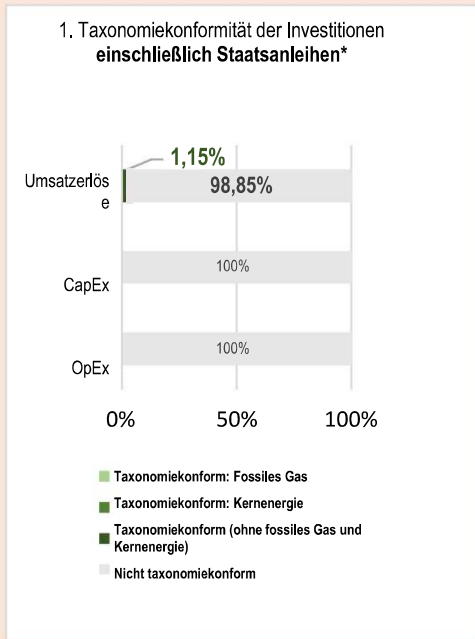 1. Taxonomiekonformität der Investitionen
einschließlich Staatsanleihen*
1,15%
Umsatzerlös
e
98,85%
CapEx
100%
OpEx
100%
0% 50% 100%
Taxonomiekonform: Fossiles Gas
Taxonomiekonform: Kernenergie
Taxonomiekonform (ohne fossiles Gas und
Kernenergie)
Nicht taxonomiekonform